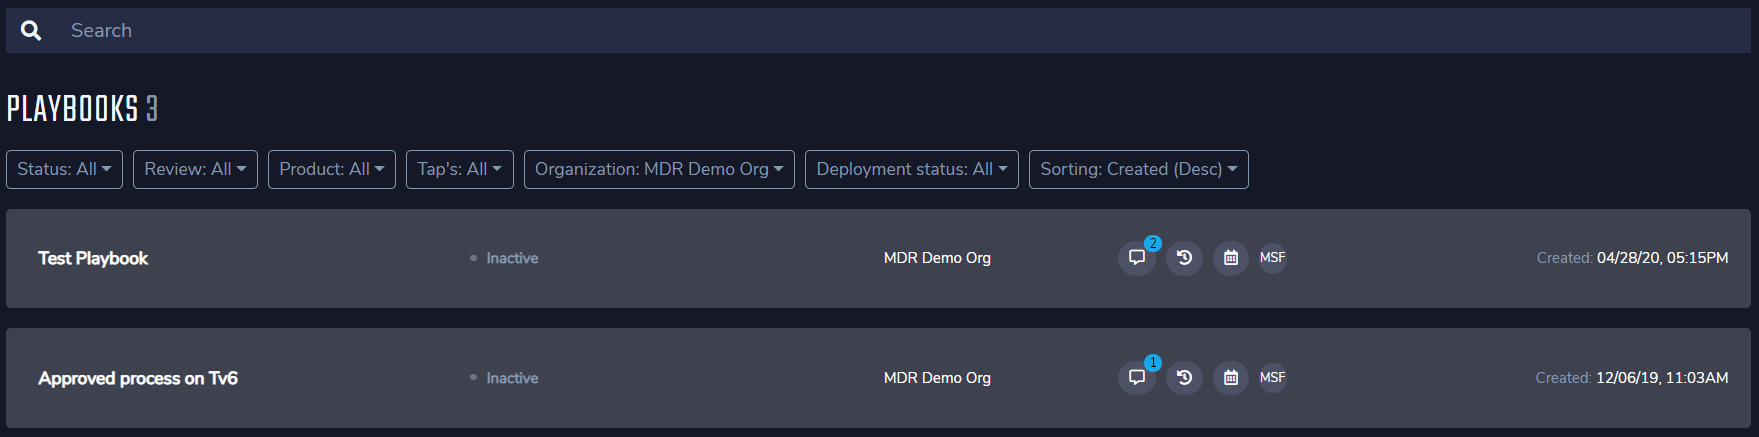 Search
PLAYBOOKS 3
Status: All Review: All Product: All Tap's: All Organization: MDR Demo Org Deployment status: All Sorting: Created (Desc)
Test Playbook Inactive MDR Demo Org 2 MSF Created: 04/28/20, 05:15PM
Approved process on Tv6 Inactive MDR Demo Org 1 MSF Created: 12/06/19, 11:03AM